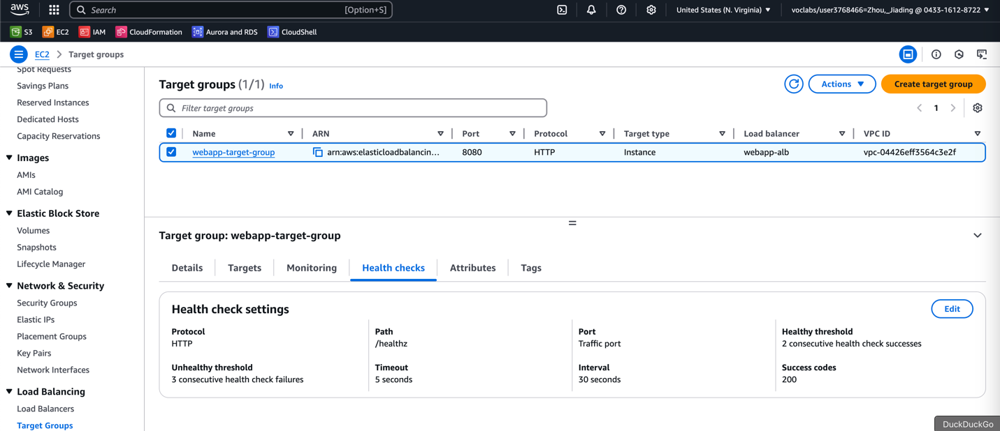 aws
Search [Option+S]
United States (N. Virginia) ▼
voclabs/user3768466=Zhou,_Jiading @ 0433-1612-8722 ▼
S3 EC2 IAM CloudFormation Aurora and RDS CloudShell
EC2 > Target groups
Spot Requests
Savings Plans
Reserved Instances
Dedicated Hosts
Capacity Reservations
Images
AMIs
AMI Catalog
Elastic Block Store
Volumes
Snapshots
Lifecycle Manager
Network & Security
Security Groups
Elastic IPs
Placement Groups
Key Pairs
Network Interfaces
Load Balancing
Load Balancers
Target Groups
Target groups (1/1) Info
Actions ▼
Create target group
Filter target groups
1
Name ARN Port Protocol Target type Load balancer VPC ID
webapp-target-group arn:aws:elasticloadbalancin... 8080 HTTP Instance webapp-alb vpc-04426eff3564c3e2f
Target group: webapp-target-group
Details Targets Monitoring Health checks Attributes Tags
Health check settings
Edit
Protocol
HTTP
Path
/healthz
Port
Traffic port
Healthy threshold
2 consecutive health check successes
Unhealthy threshold
3 consecutive health check failures
Timeout
5 seconds
Interval
30 seconds
Success codes
200
DuckDuckGo